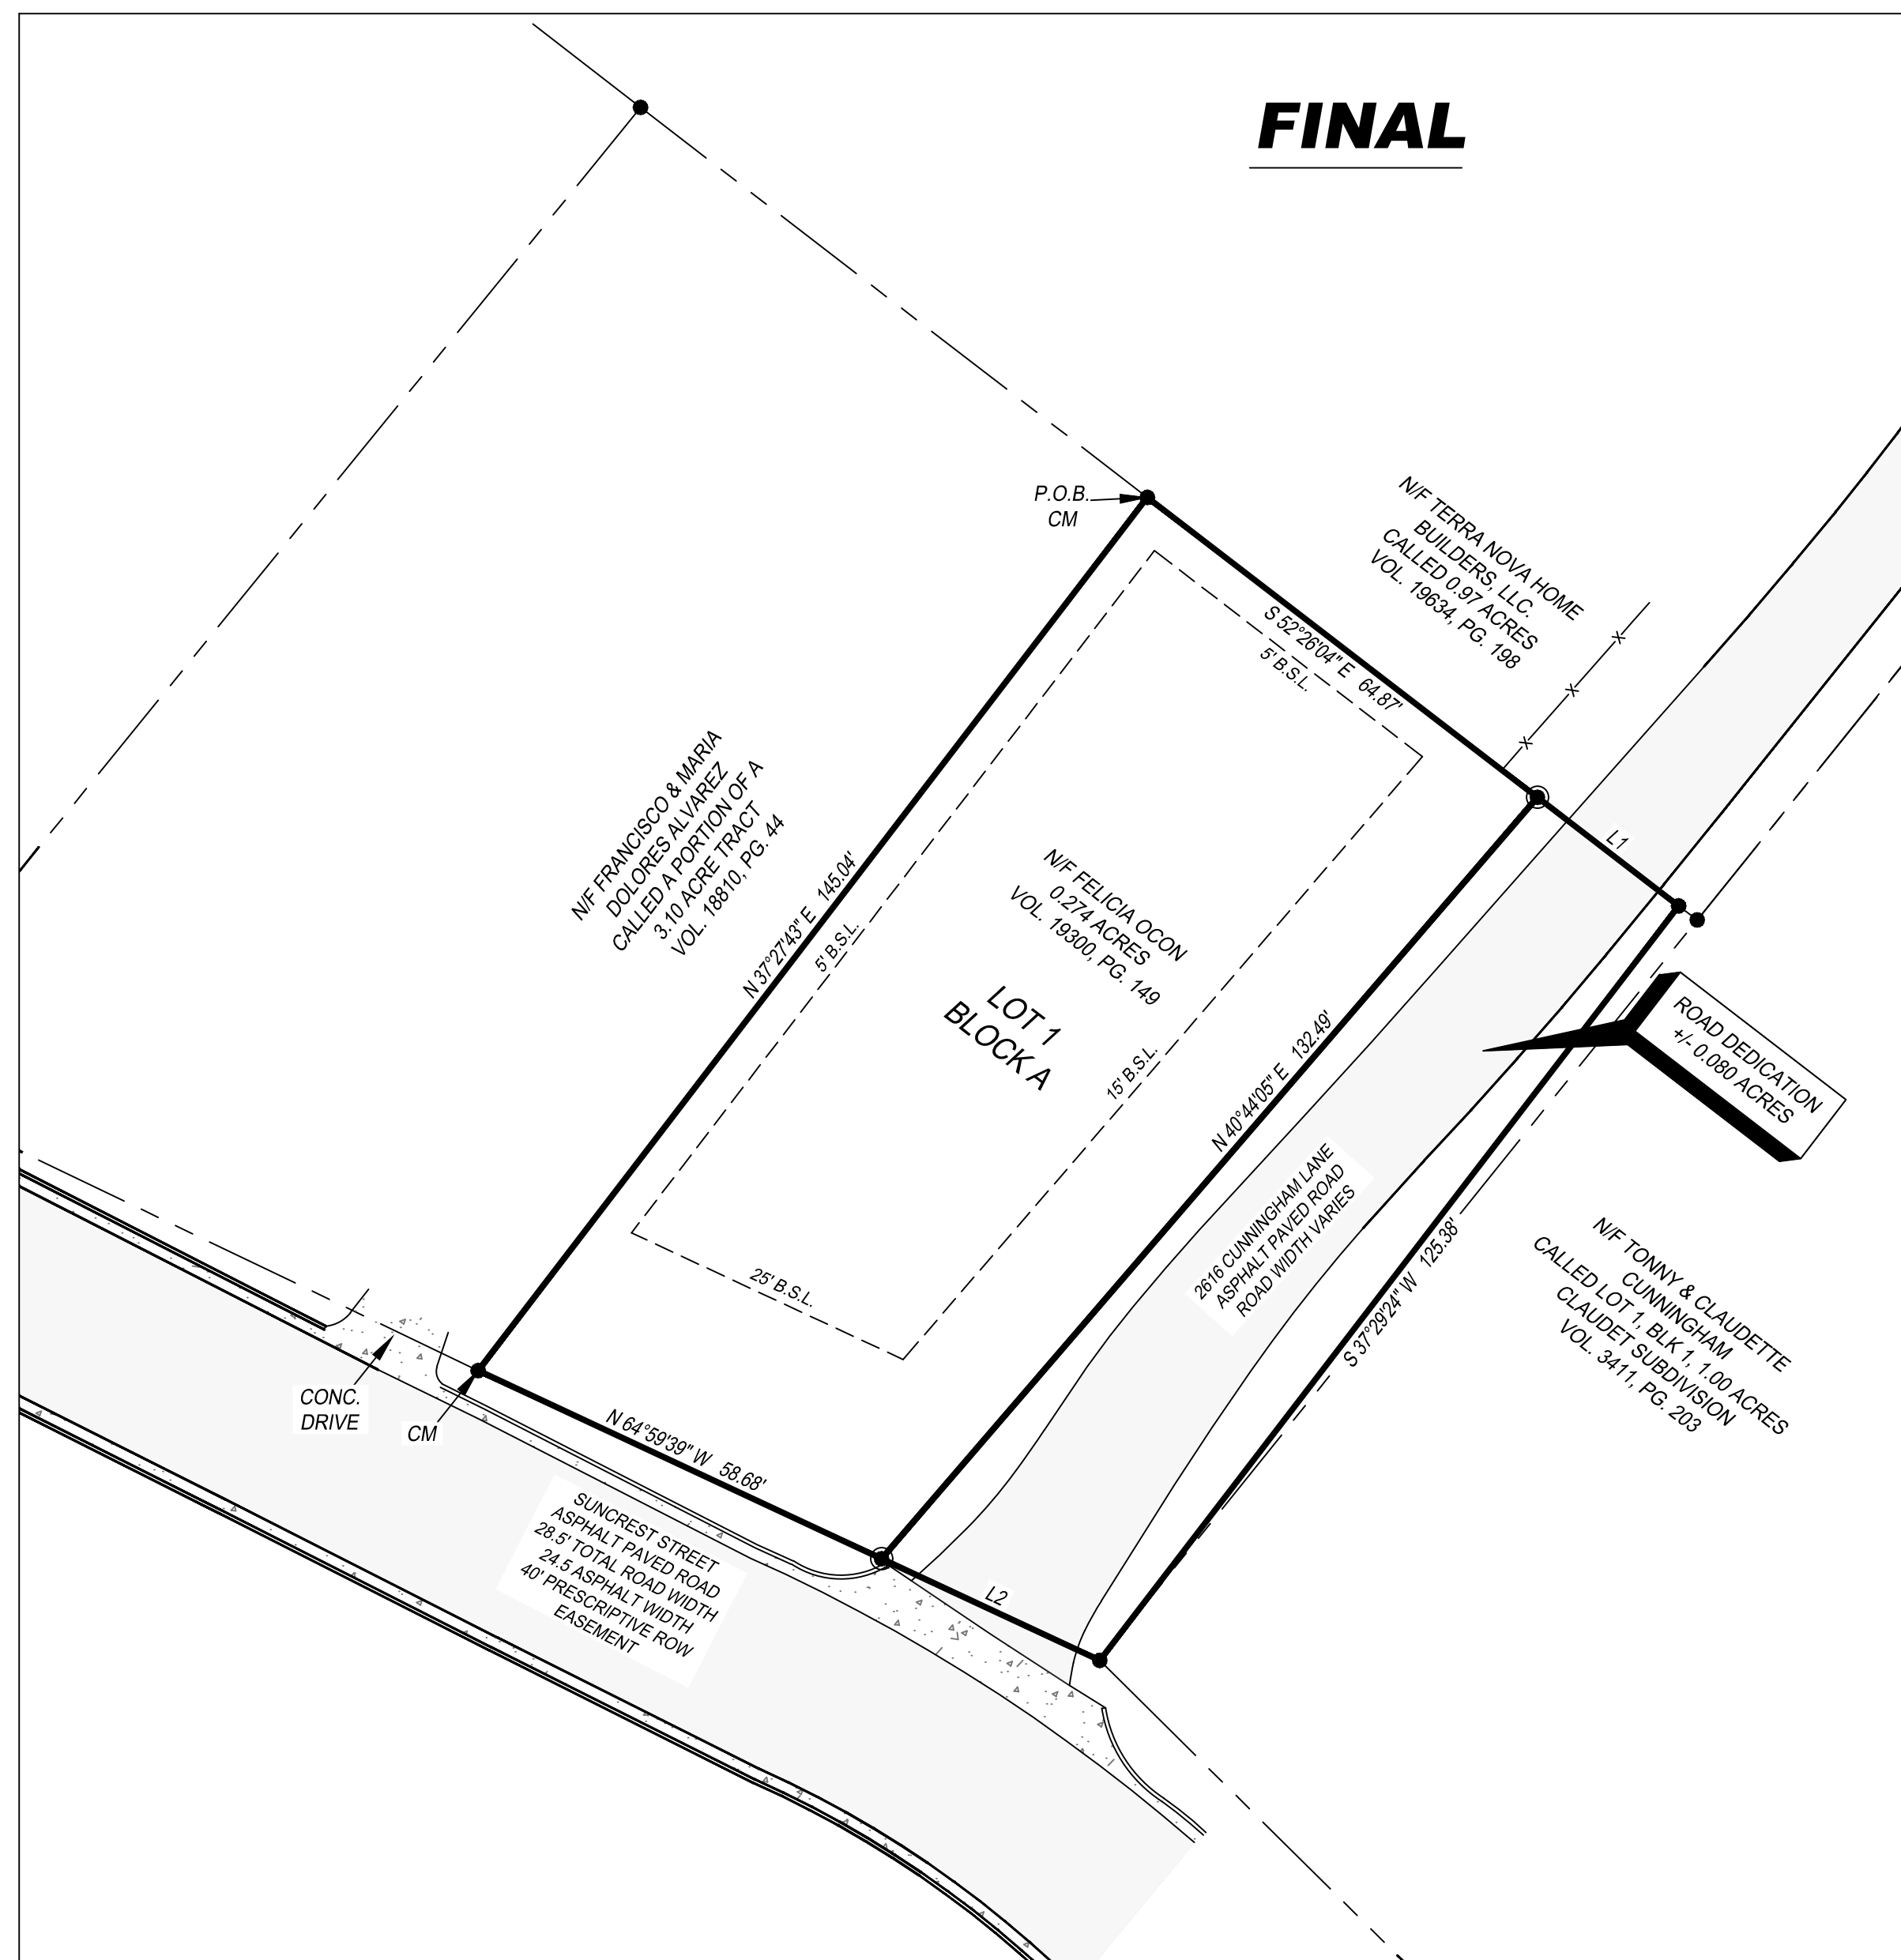 FINAL
P.O.B.
CM
N/F TERRA NOVA HOME
BUILDERS, LLC.
CALLED 0.97 ACRES
VOL. 19634, PG. 198
S 52°26'04" E 64.87'
5' B.S.L.
N/F FRANCISCO & MARIA
DOLORES ALVAREZ
CALLED A PORTION OF A
3.10 ACRE TRACT
VOL. 18810, PG. 44
N 37°27'43" E 145.04'
5' B.S.L.
N/F FELICIA OCON
0.274 ACRES
VOL. 19300, PG. 149
LOT 1
BLOCK A
15' B.S.L.
N 40°44'05" E 132.49'
L1
ROAD DEDICATION
+/- 0.080 ACRES
2616 CUNNINGHAM LANE
ASPHALT PAVED ROAD
ROAD WIDTH VARIES
S 37°29'24" W 125.38'
N/F TONNY & CLAUDETTE
CUNNINGHAM
CALLED LOT 1, BLK 1, 1.00 ACRES
CLAUDET SUBDIVISION
VOL. 3411, PG. 203
25' B.S.L.
CONC.
DRIVE
CM
N 64°59'39" W 58.68'
L2
SUNCREST STREET
ASPHALT PAVED ROAD
28.5' TOTAL ROAD WIDTH
24.5 ASPHALT WIDTH
40' PRESCRIPTIVE ROW
EASEMENT